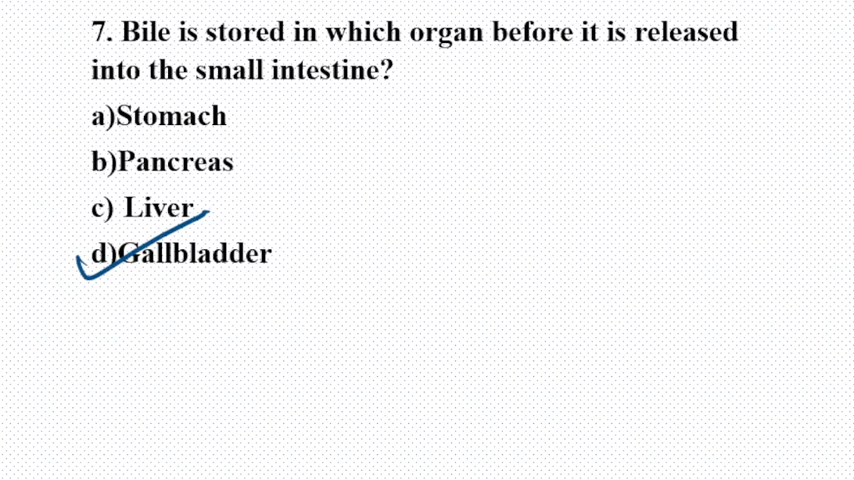 7. Bile is stored in which organ before it is released
into the small intestine?
a)Stomach
b)Pancreas
c) Liver
d)Gallbladder